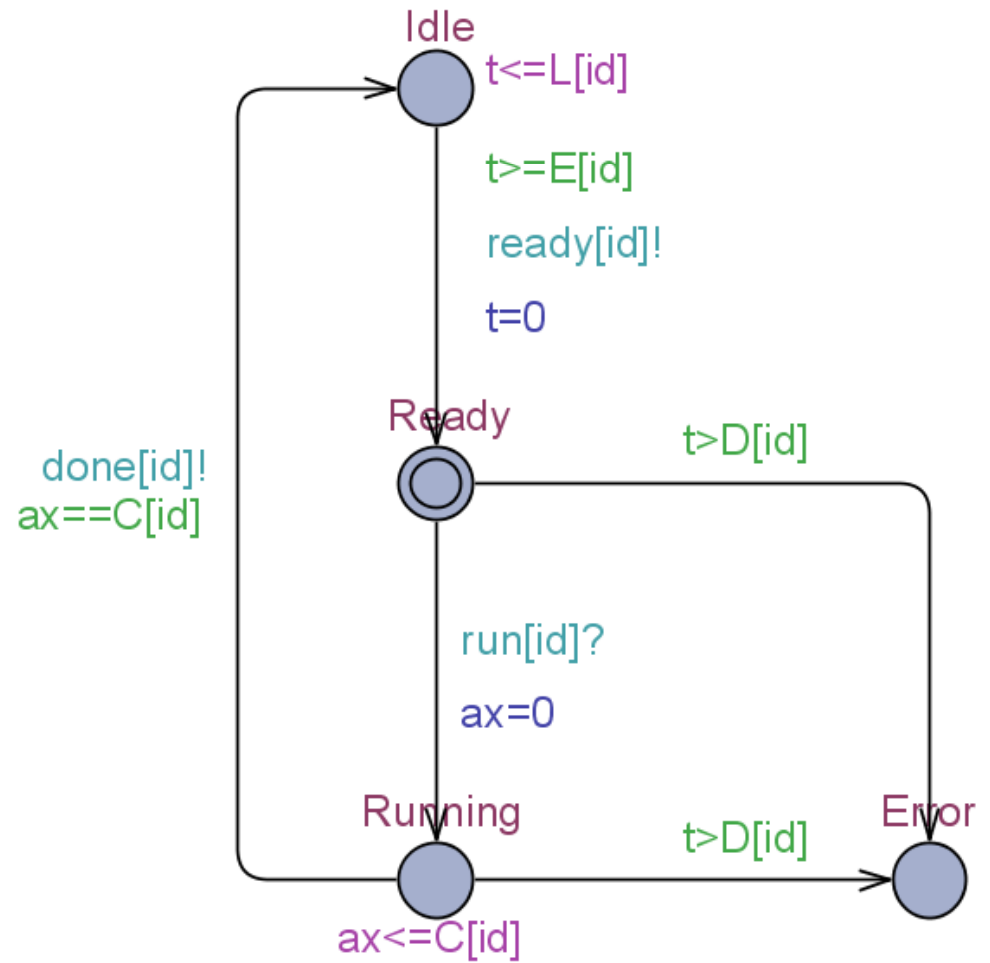 Idle
t<=L[id]
t>=E[id]
ready[id]!
t=0
Ready
t>D[id]
done[id]!
ax==C[id]
run[id]?
ax=0
Running
Error
t>D[id]
ax<=C[id]